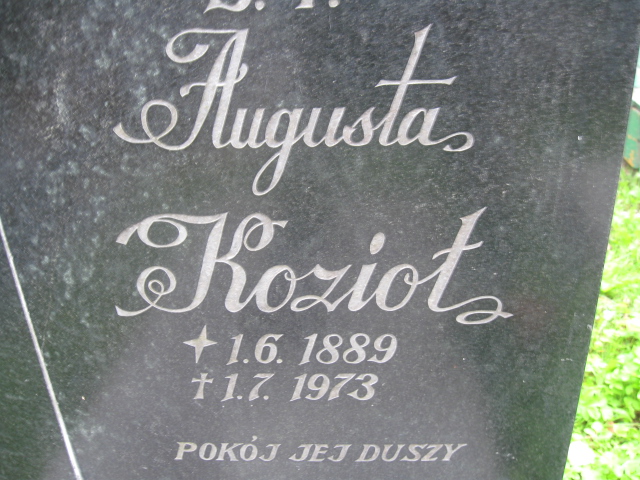 Augusta
Kozioł
1.6. 1889
† 1.7. 1973
POKÓJ JEJ DUSZY